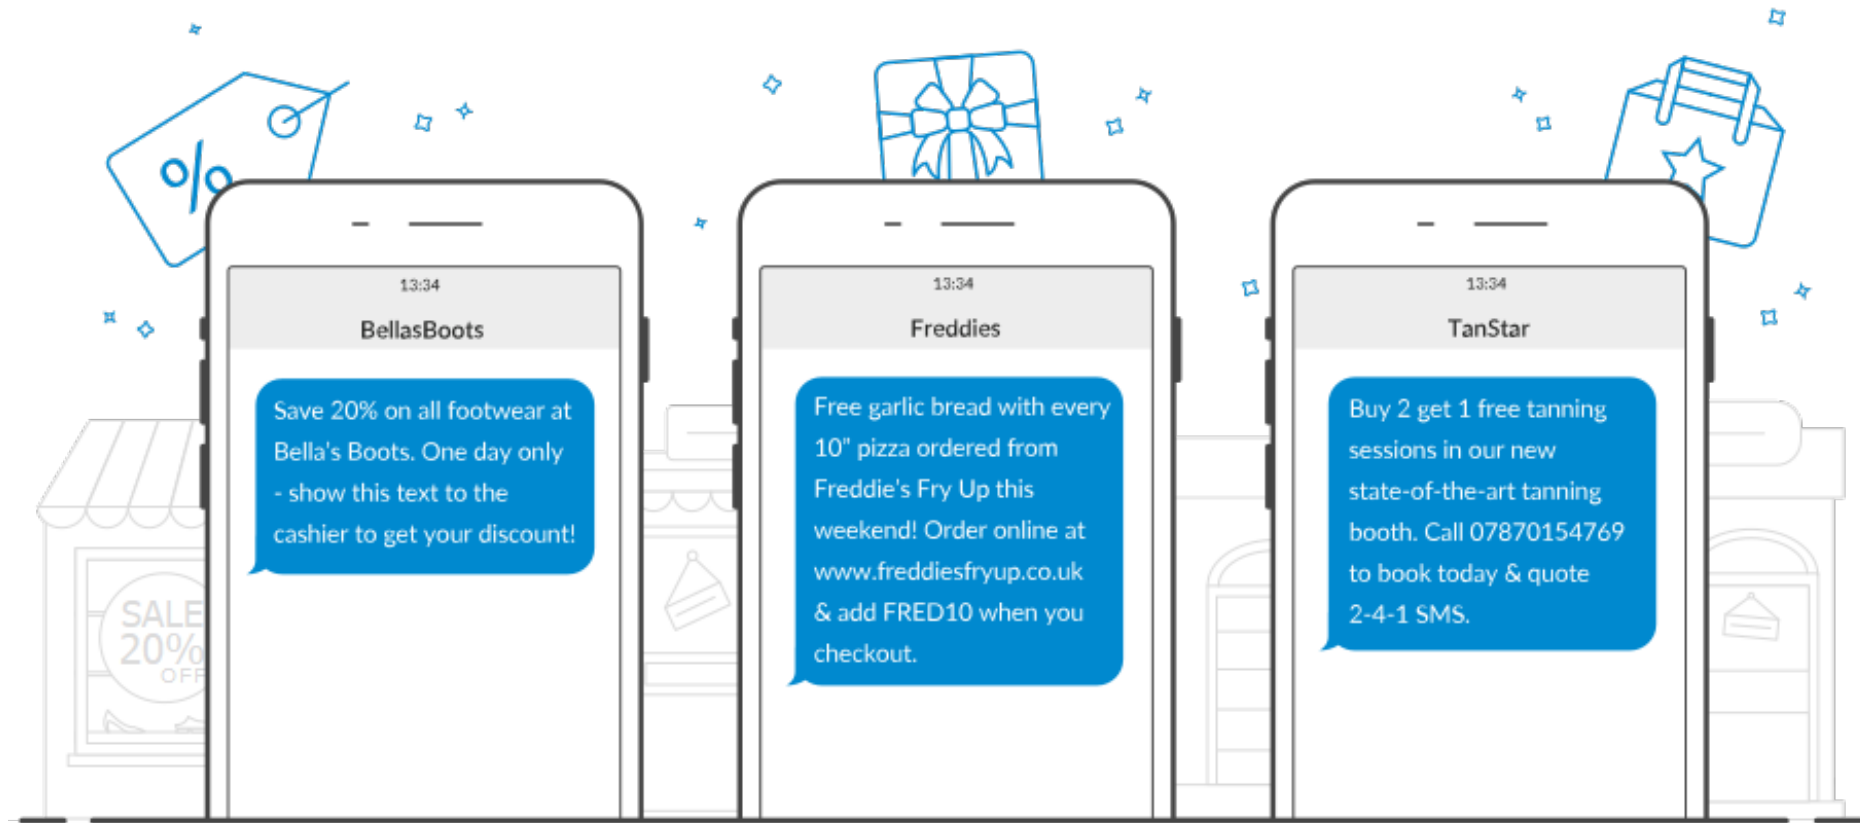 %
13:34
BellasBoots
Save 20% on all footwear at
Bella's Boots. One day only
- show this text to the
cashier to get your discount!
SALE
20%
OFF
13:34
Freddies
Free garlic bread with every
10" pizza ordered from
Freddie's Fry Up this
weekend! Order online at
www.freddiesfryup.co.uk
& add FRED10 when you
checkout.
13:34
TanStar
Buy 2 get 1 free tanning
sessions in our new
state-of-the-art tanning
booth. Call 07870154769
to book today & quote
2-4-1 SMS.